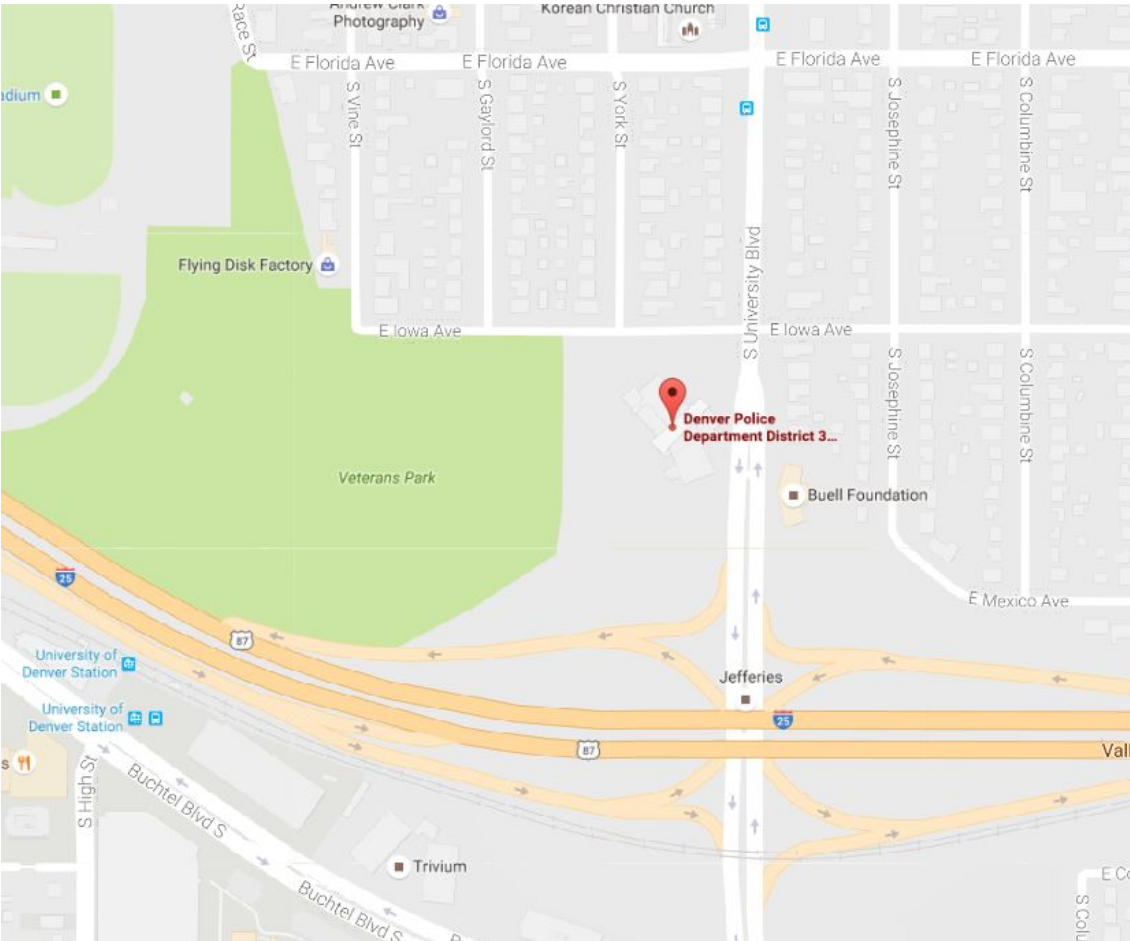 Andrew Clark
Photography
Korean Christian Church
Race St
E Florida Ave
E Florida Ave
E Florida Ave
E Florida Ave
adium
S Vine St
S Gaylord St
S York St
S Josephine St
S Columbine St
S University Blvd
Flying Disk Factory
E Iowa Ave
E Iowa Ave
S Josephine St
S Columbine St
Denver Police
Department District 3...
Veterans Park
Buell Foundation
25
E Mexico Ave
87
University of
Denver Station
Jefferies
University of
Denver Station
25
87
Vall
s
S High St
Buchtel Blvd S
Trivium
E Co
Buchtel Blvd S
S Colu